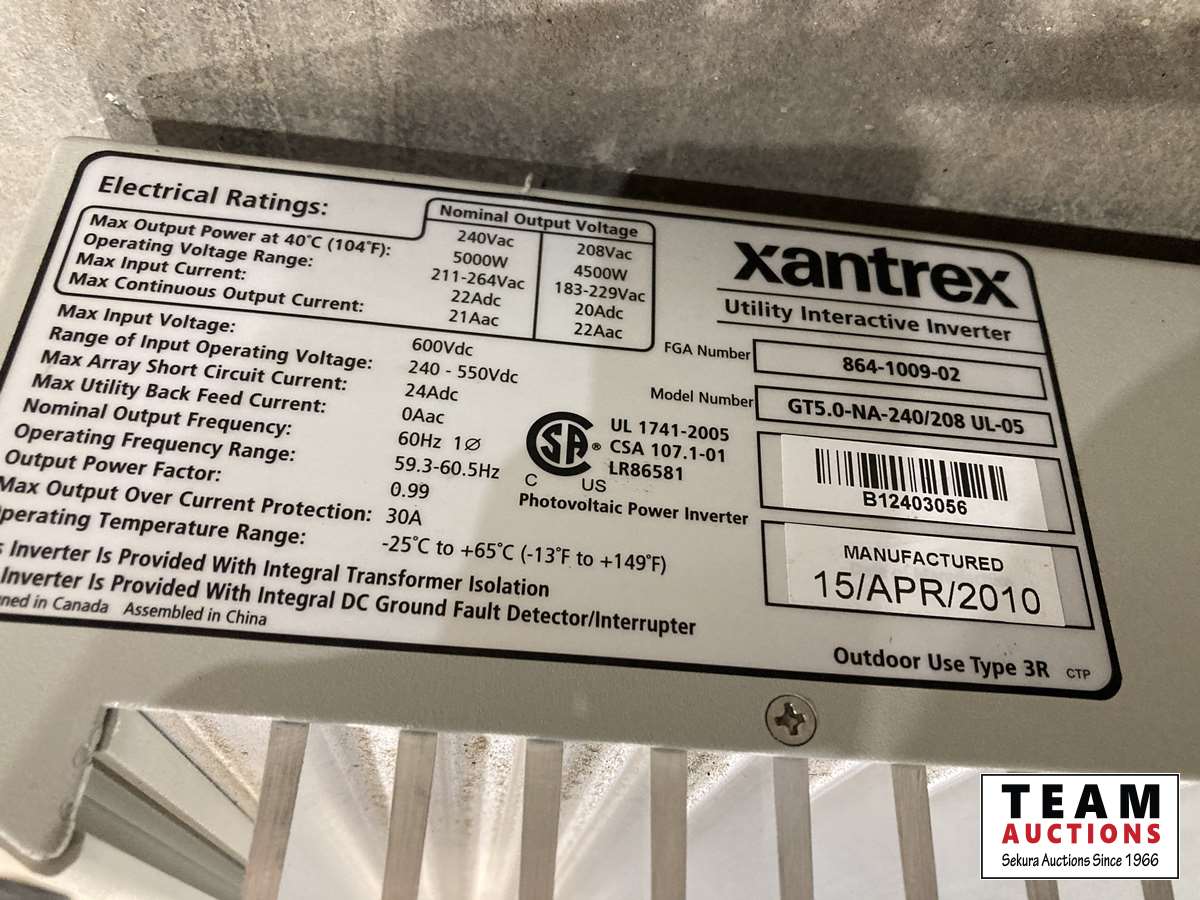 Electrical Ratings:
Nominal Output Voltage
240Vac 208Vac
Max Output Power at 40°C (104°F): 5000W 4500W
Operating Voltage Range: 211-264Vac 183-229Vac
Max Input Current: 22Adc 20Adc
Max Continuous Output Current: 21Aac 22Aac
Max Input Voltage: 600Vdc
Range of Input Operating Voltage: 240 - 550Vdc
Max Array Short Circuit Current: 24Adc
Max Utility Back Feed Current: 0Aac
Nominal Output Frequency: 60Hz 1Ø
Operating Frequency Range: 59.3-60.5Hz
Output Power Factor: 0.99
Max Output Over Current Protection: 30A
perating Temperature Range: -25°C to +65°C (-13°F to +149°F)
s Inverter Is Provided With Integral Transformer Isolation
Inverter Is Provided With Integral DC Ground Fault Detector/Interrupter
ned in Canada Assembled in China
SA ®
C US
UL 1741-2005
CSA 107.1-01
LR86581
Photovoltaic Power Inverter
xantrex
Utility Interactive Inverter
FGA Number 864-1009-02
Model Number GT5.0-NA-240/208 UL-05
B12403056
MANUFACTURED
15/APR/2010
Outdoor Use Type 3R CTP
TEAM
AUCTIONS
Sekura Auctions Since 1966